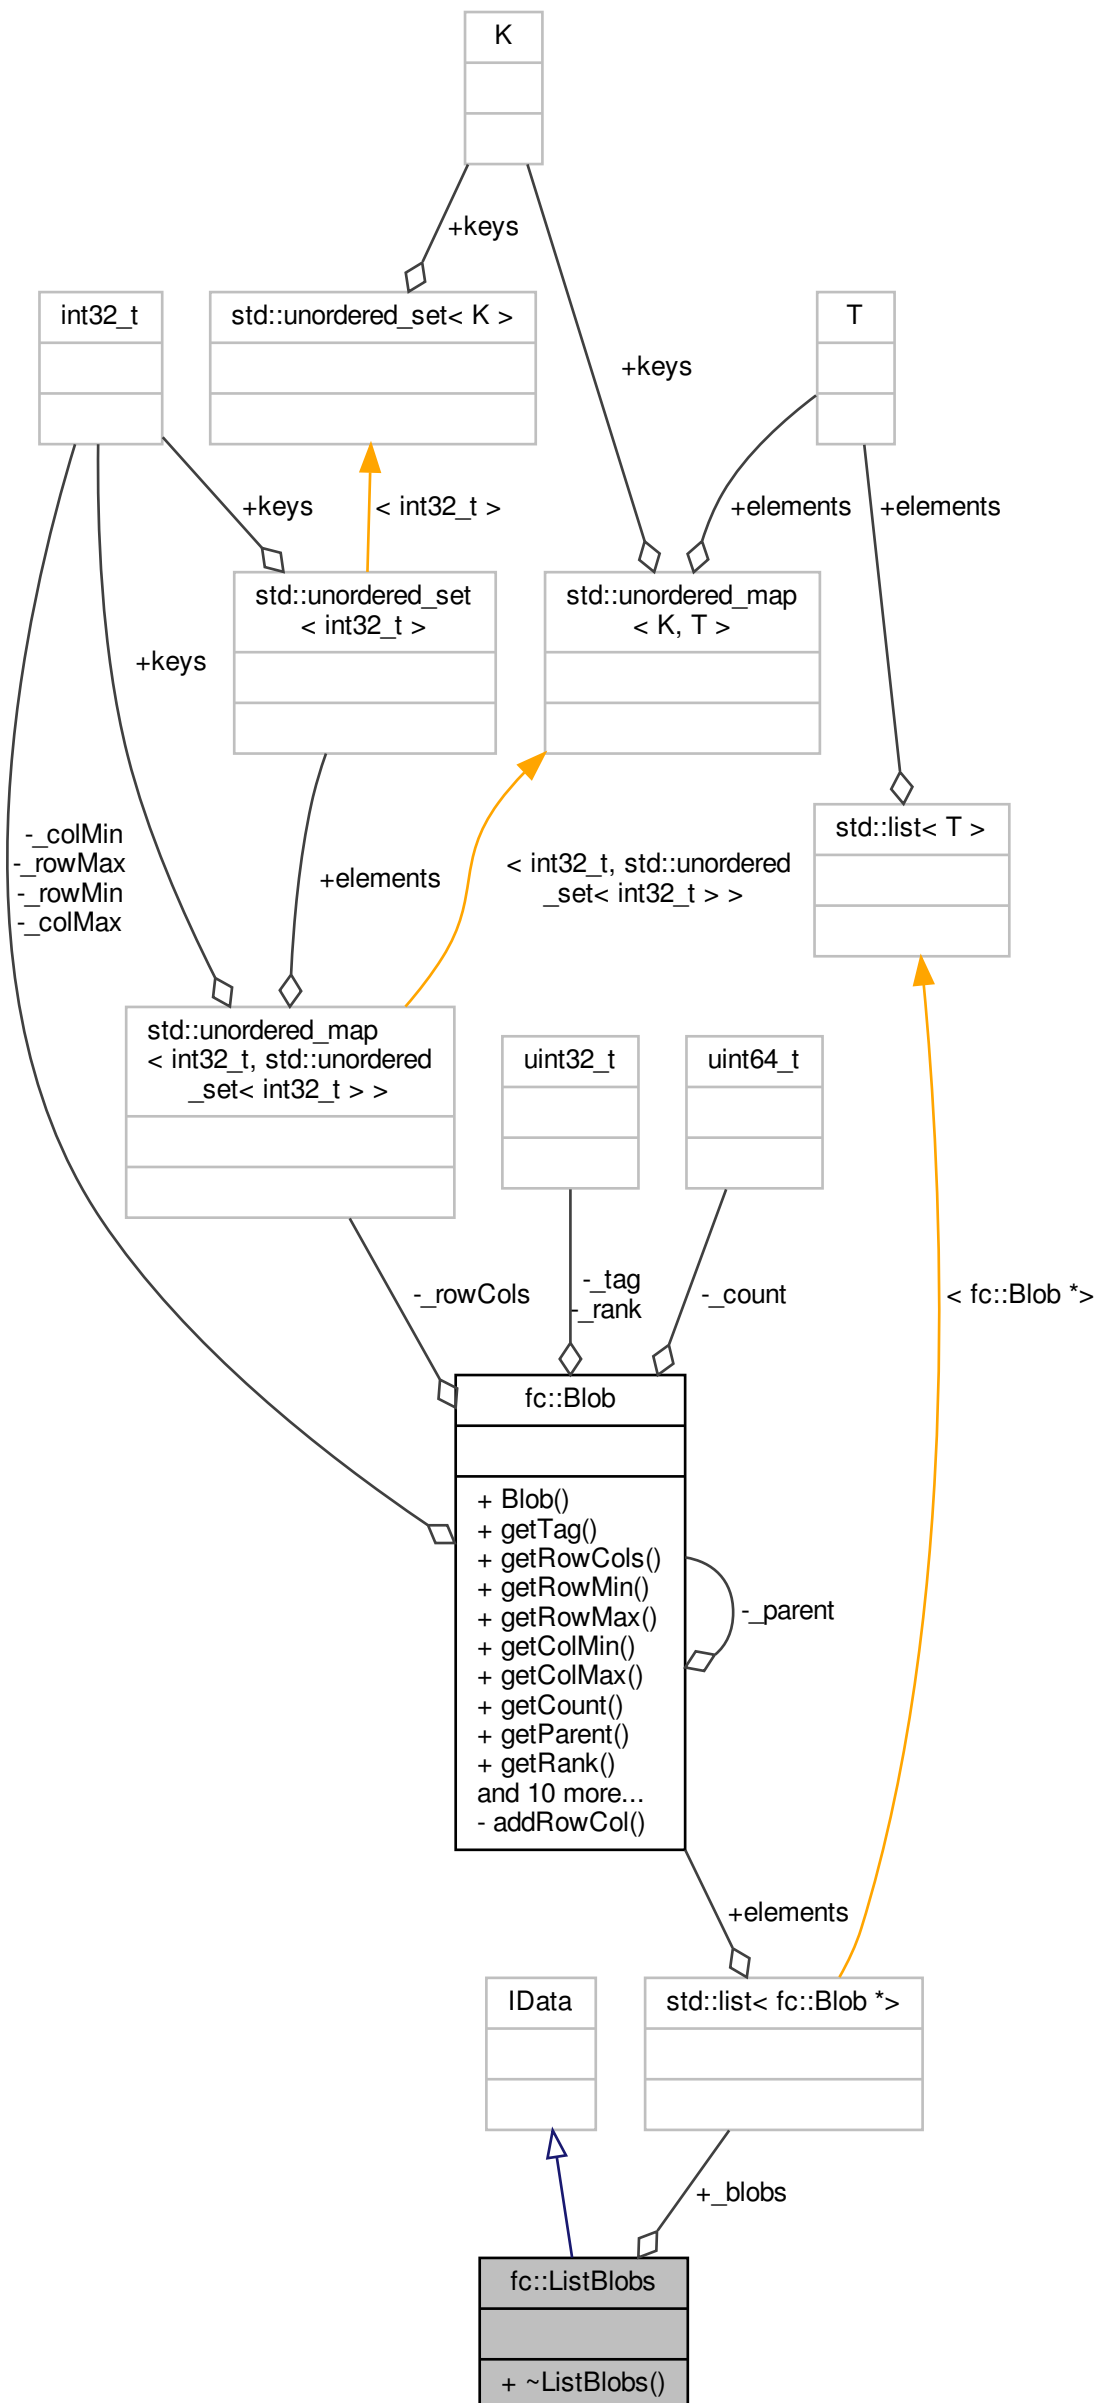 K
+keys
int32_t
std::unordered_set< K >
T
+keys
+keys
< int32_t >
+elements
+elements
std::unordered_set
< int32_t >
std::unordered_map
< K, T >
+keys
-_colMin
-_rowMax
-_rowMin
-_colMax
+elements
< int32_t, std::unordered
_set< int32_t > >
std::list< T >
std::unordered_map
< int32_t, std::unordered
_set< int32_t > >
uint32_t
uint64_t
-_rowCols
-_tag
-_rank
-_count
< fc::Blob *>
fc::Blob
+ Blob()
+ getTag()
+ getRowCols()
+ getRowMin()
+ getRowMax()
+ getColMin()
+ getColMax()
+ getCount()
+ getParent()
+ getRank()
and 10 more...
- addRowCol()
-_parent
+elements
IData
std::list< fc::Blob *>
+_blobs
fc::ListBlobs
+ ~ListBlobs()